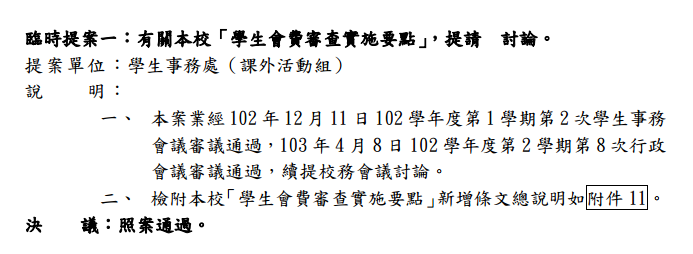 臨時提案一：有關本校「學生會費審查實施要點」，提請　討論。
提案單位：學生事務處（課外活動組）
說　　明：
一、 本案業經 102 年 12 月 11 日 102 學年度第 1 學期第 2 次學生事務
會議審議通過，103 年 4 月 8 日 102 學年度第 2 學期第 8 次行政
會議審議通過，續提校務會議討論。
二、 檢附本校「學生會費審查實施要點」新增條文總說明如附件 11。
決　　議：照案通過。